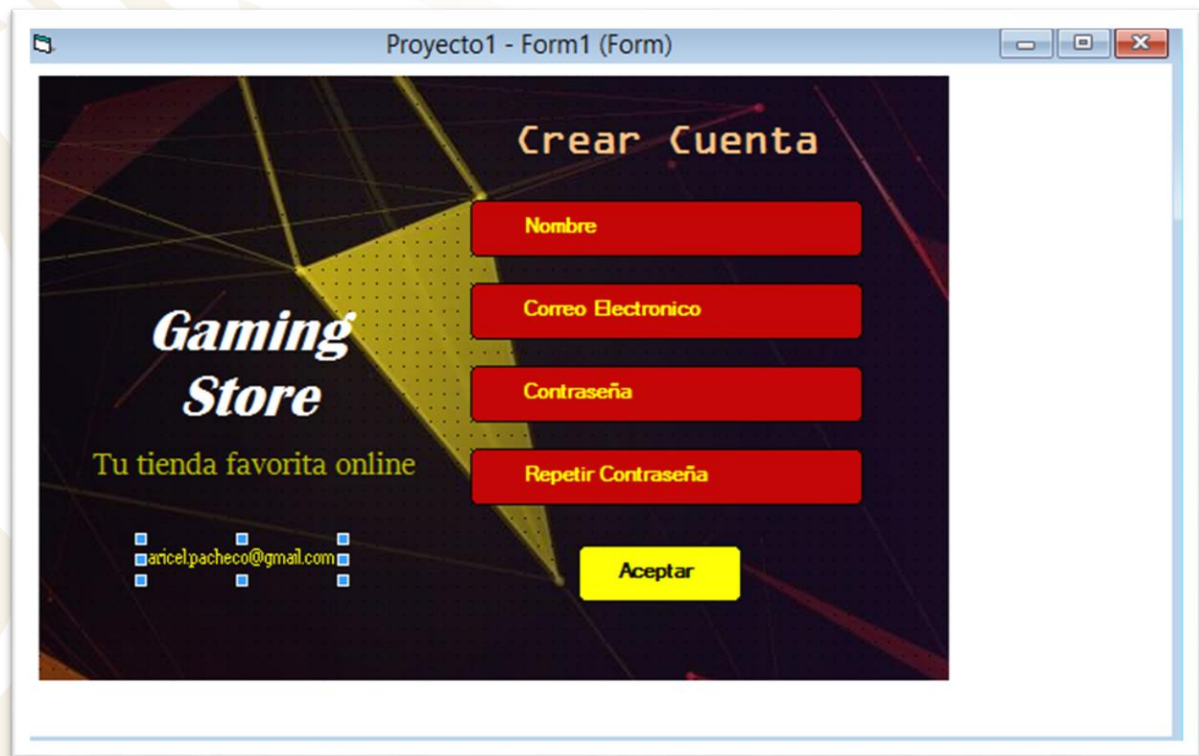 Proyecto1 - Form1 (Form)
Crear Cuenta
Nombre
Correo Electronico
Contraseña
Repetir Contraseña
Aceptar
Gaming
Store
Tu tienda favorita online
aricel.pacheco@gmail.com